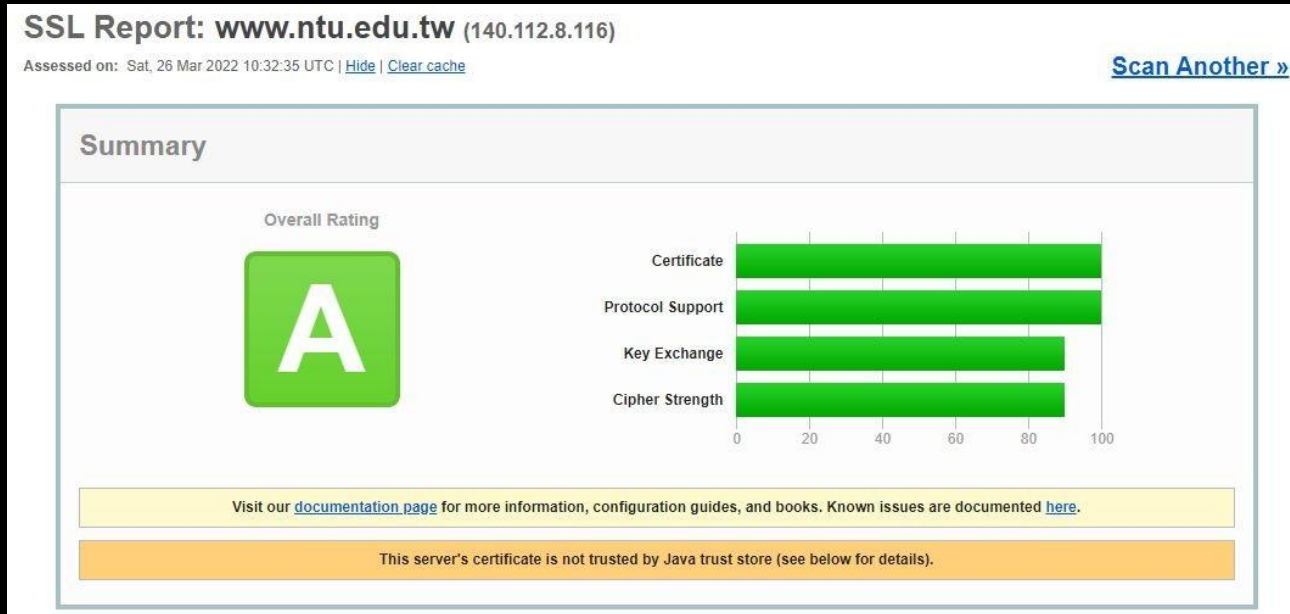 SSL Report: www.ntu.edu.tw (140.112.8.116)
Assessed on: Sat, 26 Mar 2022 10:32:35 UTC | Hide | Clear cache
Scan Another »
Summary
Overall Rating
A
Certificate
Protocol Support
Key Exchange
Cipher Strength
0 20 40 60 80 100
Visit our documentation page for more information, configuration guides, and books. Known issues are documented here.
This server's certificate is not trusted by Java trust store (see below for details).